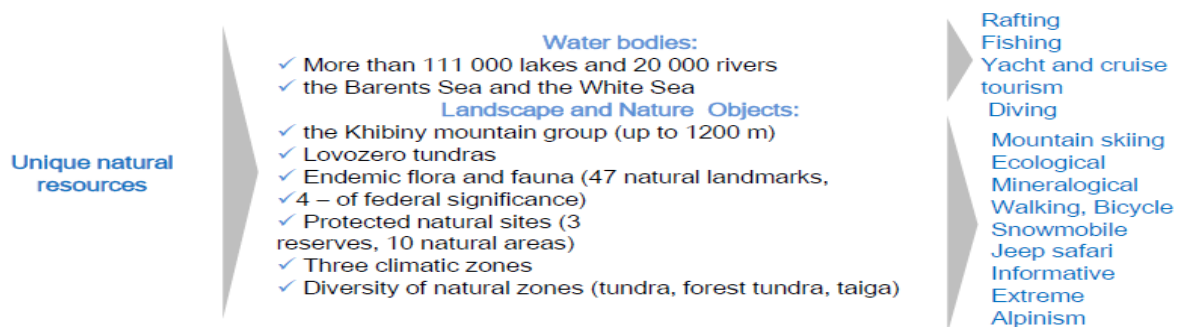 Unique natural
resources
Water bodies:
✓ More than 111 000 lakes and 20 000 rivers
✓ the Barents Sea and the White Sea
Landscape and Nature Objects:
✓ the Khibiny mountain group (up to 1200 m)
✓ Lovozero tundras
✓ Endemic flora and fauna (47 natural landmarks,
✓4 – of federal significance)
✓ Protected natural sites (3
reserves, 10 natural areas)
✓ Three climatic zones
✓ Diversity of natural zones (tundra, forest tundra, taiga)
Rafting
Fishing
Yacht and cruise
tourism
Diving
Mountain skiing
Ecological
Mineralogical
Walking, Bicycle
Snowmobile
Jeep safari
Informative
Extreme
Alpinism